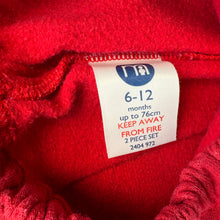 6-12
months
up to 76cm
KEEP AWAY
FROM FIRE
2 PIECE SET
2404 972